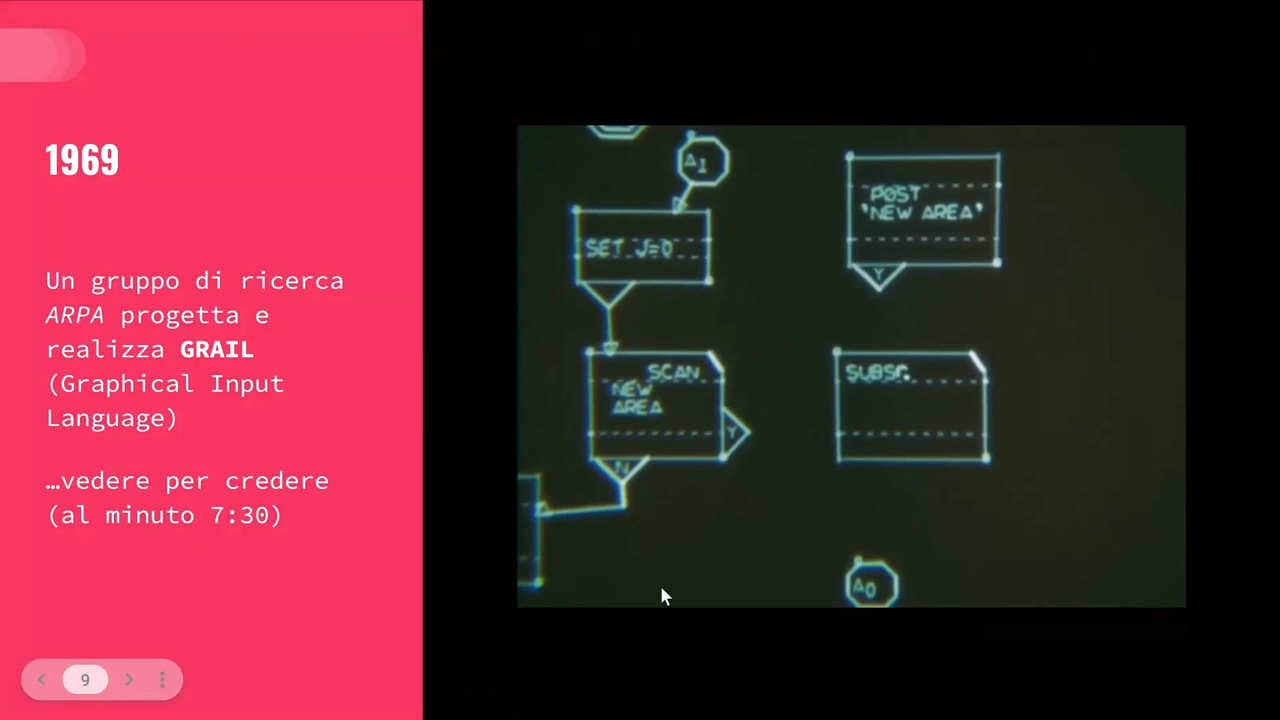 1969
Un gruppo di ricerca
ARPA progetta e
realizza GRAIL
(Graphical Input
Language)
…vedere per credere
(al minuto 7:30)
9
A1
SET J=0
SCAN
NEW
AREA
Y
N
POST
'NEW AREA'
Y
A0